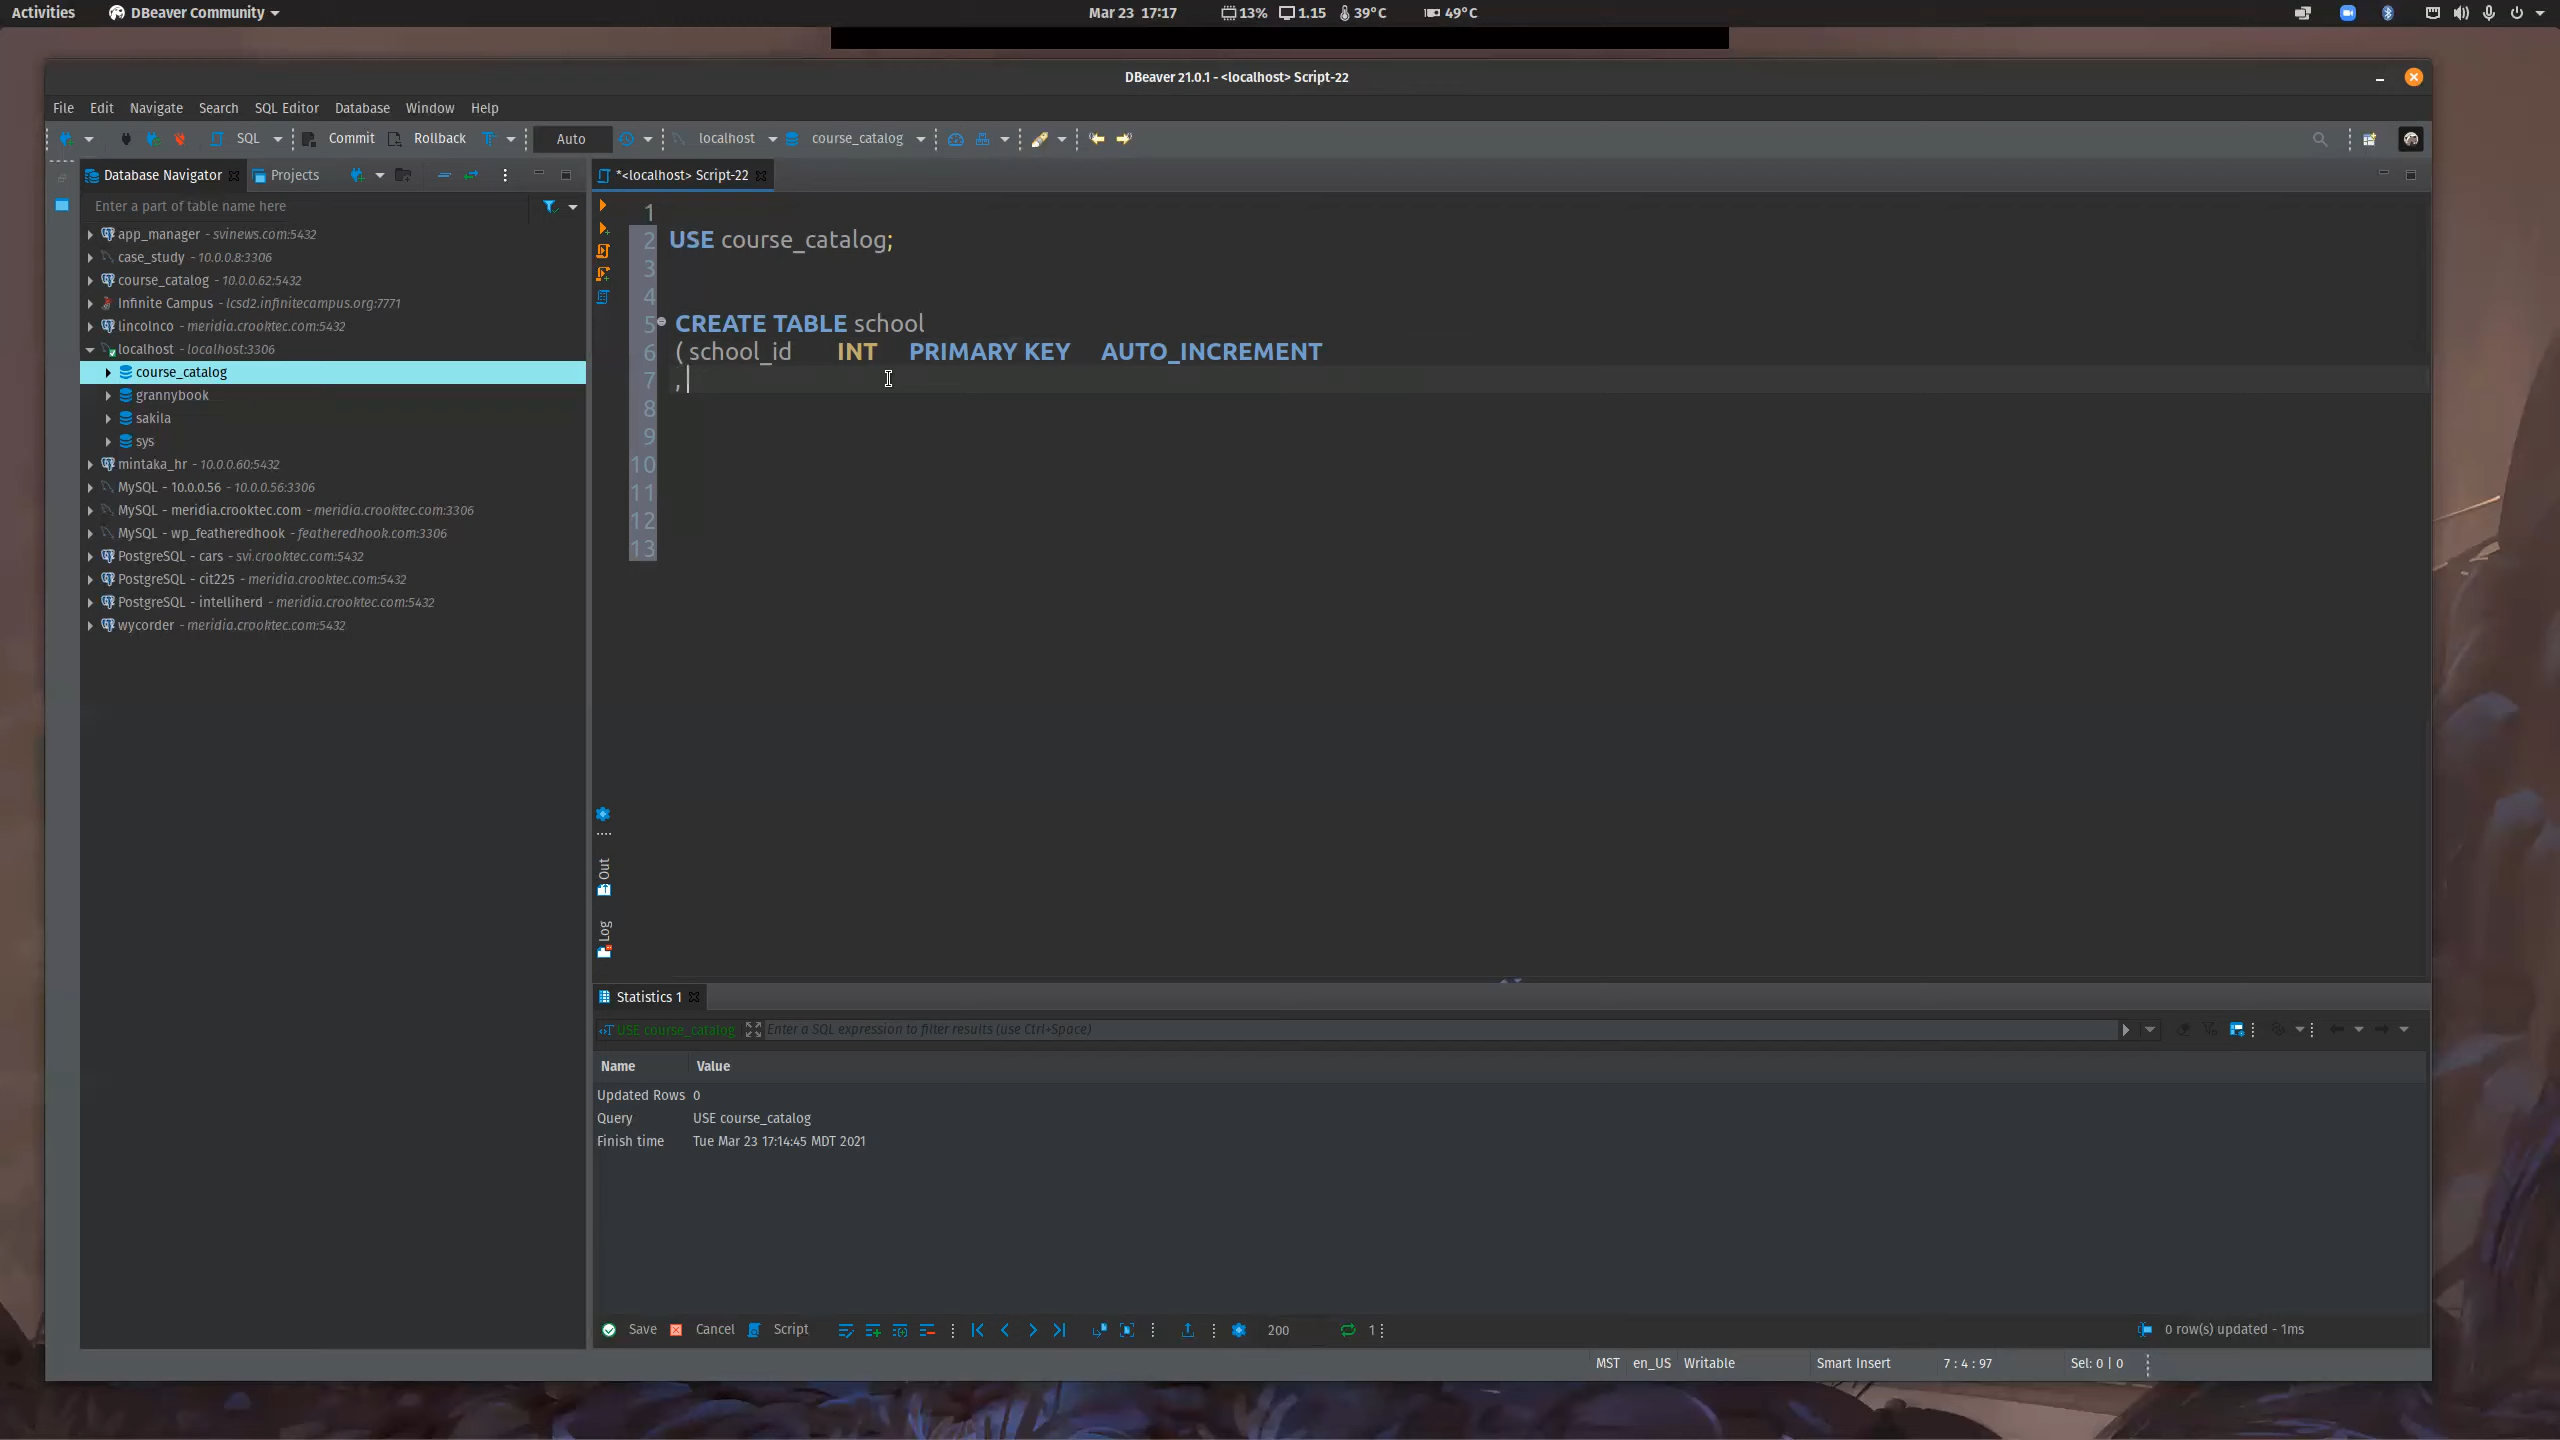 Activities DBeaver Community Mar 23 17:17 13% 1.15 39°C 49°C
DBeaver 21.0.1 - <localhost> Script-22
File Edit Navigate Search SQL Editor Database Window Help
SQL Commit Rollback Auto localhost course_catalog
Database Navigator Projects
Enter a part of table name here
app_manager - svinews.com:5432
case_study - 10.0.0.8:3306
course_catalog - 10.0.0.62:5432
Infinite Campus - lcsd2.infinitecampus.org:7771
lincolnco - meridia.crooktec.com:5432
localhost - localhost:3306
course_catalog
grannybook
sakila
sys
mintaka_hr - 10.0.0.60:5432
MySQL - 10.0.0.56 - 10.0.0.56:3306
MySQL - meridia.crooktec.com - meridia.crooktec.com:3306
MySQL - wp_featheredhook - featheredhook.com:3306
PostgreSQL - cars - svi.crooktec.com:5432
PostgreSQL - cit225 - meridia.crooktec.com:5432
PostgreSQL - intelliherd - meridia.crooktec.com:5432
wycorder - meridia.crooktec.com:5432
*<localhost> Script-22
1
2 USE course_catalog;
3
4
5 CREATE TABLE school
6 ( school_id INT PRIMARY KEY AUTO_INCREMENT
7 ,
8
9
10
11
12
13
Out
Log
Statistics 1
USE course_catalog Enter a SQL expression to filter results (use Ctrl+Space)
Name Value
Updated Rows 0
Query USE course_catalog
Finish time Tue Mar 23 17:14:45 MDT 2021
Save Cancel Script 200 1 0 row(s) updated - 1ms
MST en_US Writable Smart Insert 7 : 4 : 97 Sel: 0 | 0